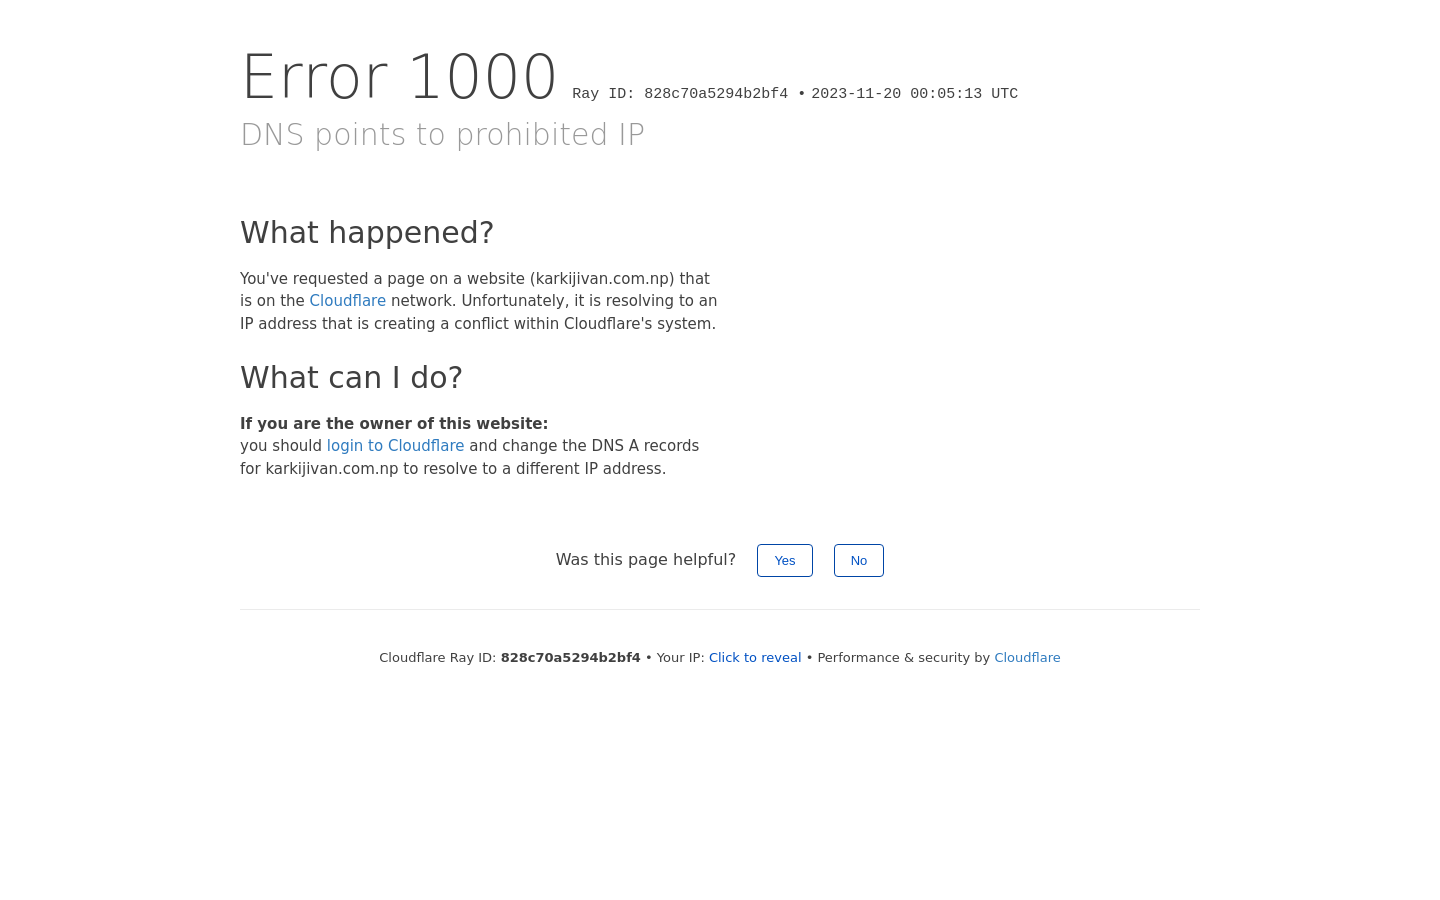 Error 1000 Ray ID: 828c70a5294b2bf4 • 2023-11-20 00:05:13 UTC
DNS points to prohibited IP
What happened?
You've requested a page on a website (karkijivan.com.np) that
is on the Cloudflare network. Unfortunately, it is resolving to an
IP address that is creating a conflict within Cloudflare's system.
What can I do?
If you are the owner of this website:
you should login to Cloudflare and change the DNS A records
for karkijivan.com.np to resolve to a different IP address.
Was this page helpful? Yes No
Cloudflare Ray ID: 828c70a5294b2bf4 • Your IP: Click to reveal • Performance & security by Cloudflare